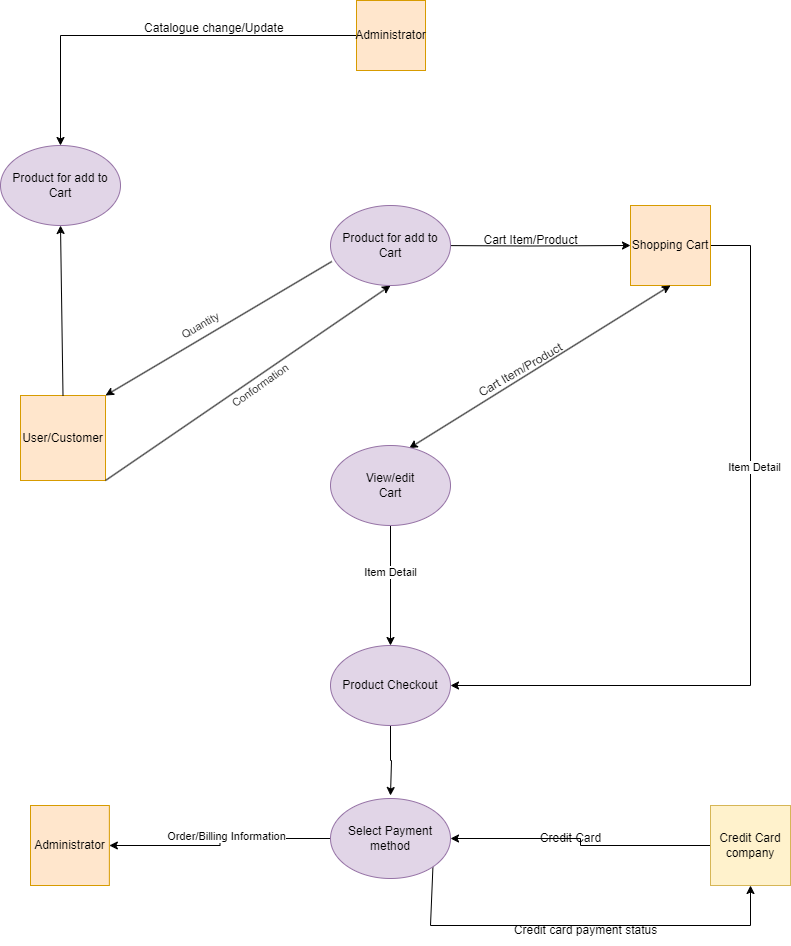 Catalogue change/Update
Administrator
Product for add to
Cart
Product for add to
Cart
Cart Item/Product
Shopping Cart
Quantity
Conformation
Cart Item/Product
User/Customer
View/edit
Cart
Item Detail
Item Detail
Product Checkout
Select Payment
method
Order/Billing Information
Administrator
Credit Card
Credit Card
company
Credit card payment status